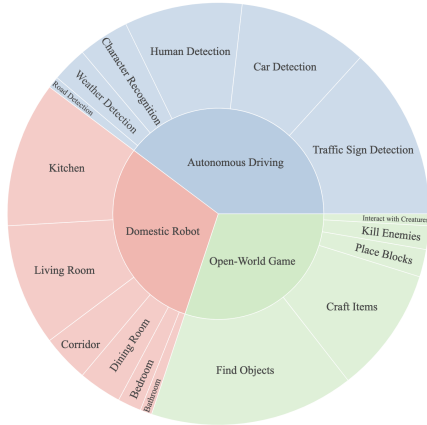 Human Detection
Car Detection
Character Recognition
Weather Detection
Road Detection
Traffic Sign Detection
Autonomous Driving
Kitchen
Domestic Robot
Living Room
Open-World Game
Interact with Creatures
Kill Enemies
Place Blocks
Craft Items
Corridor
Dining Room
Bedroom
Bathroom
Find Objects